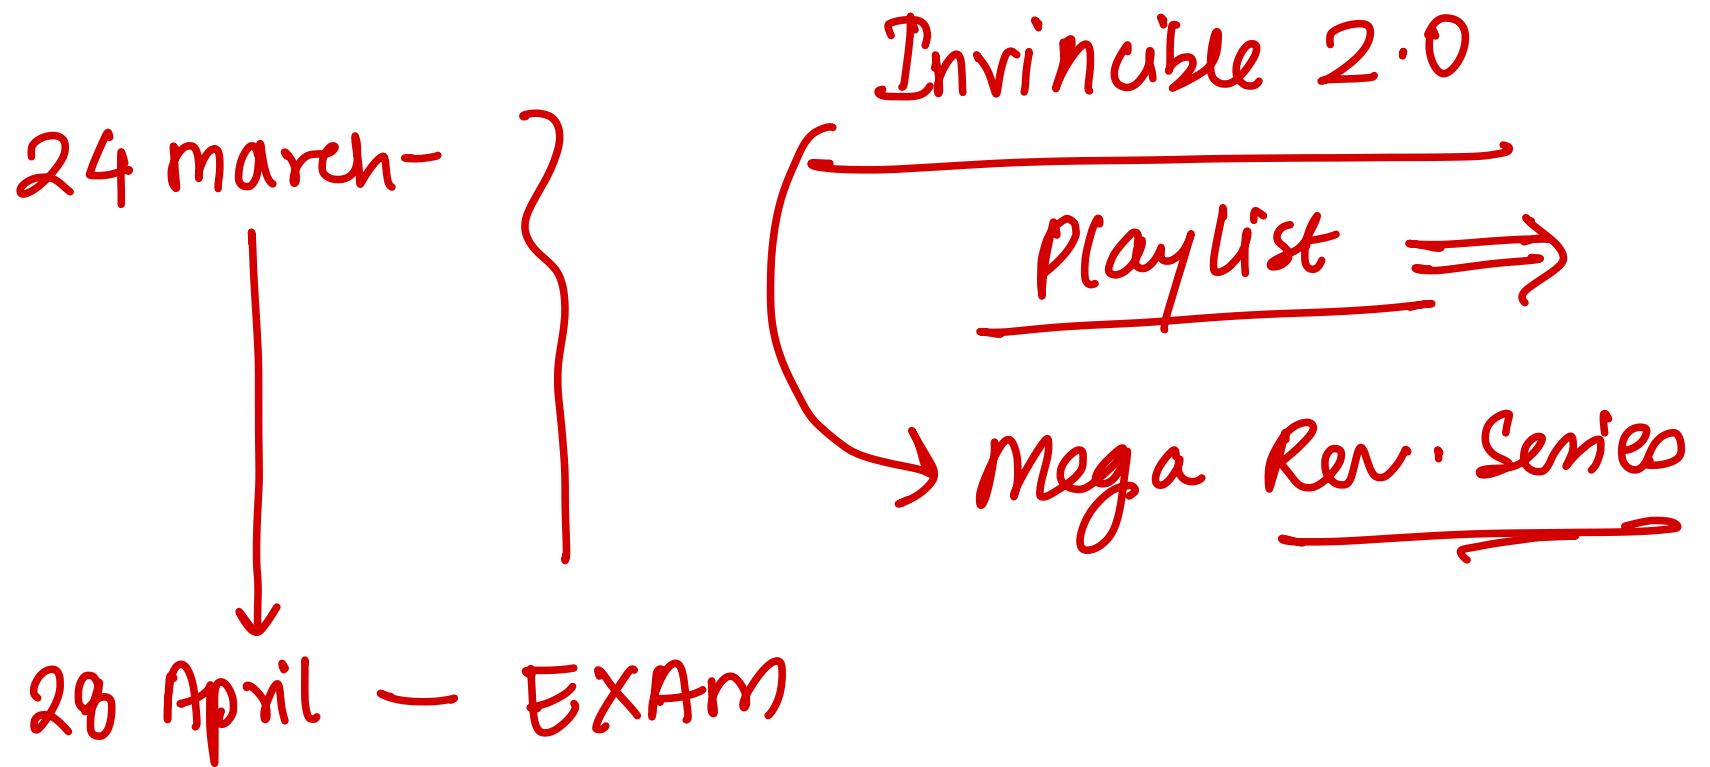 Invincible 2.0
24 march-
Playlist ⇒
Mega Rev. Series
28 April - EXAM